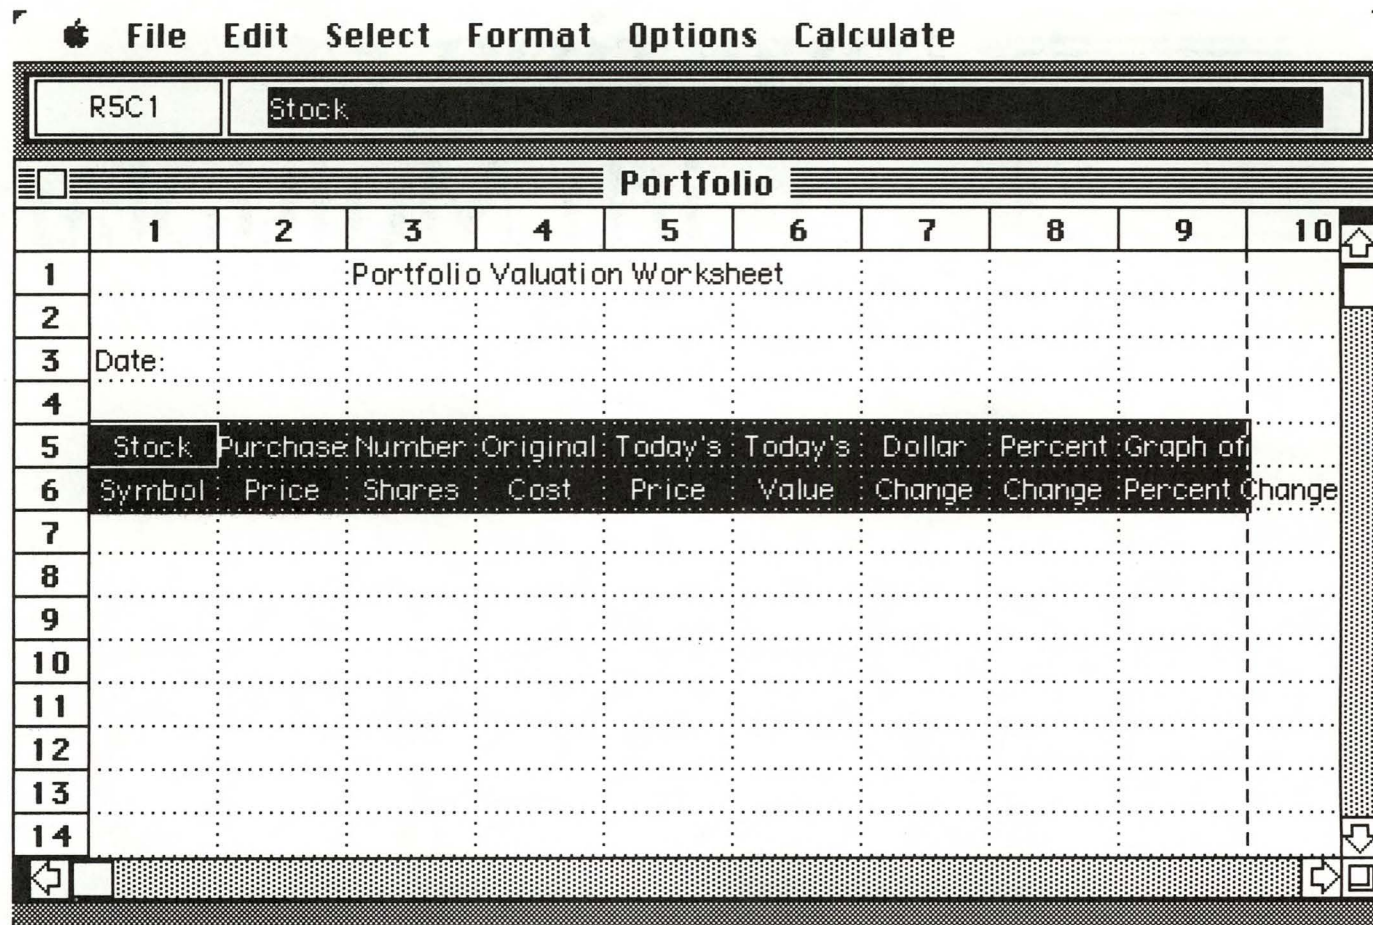 File Edit Select Format Options Calculate
R5C1 Stock
Portfolio
1 2 3 4 5 6 7 8 9 10
1 Portfolio Valuation Worksheet
2
3 Date:
4
5 Stock Purchase Number Original Today's Today's Dollar Percent Graph of
6 Symbol Price Shares Cost Price Value Change Change Percent Change
7
8
9
10
11
12
13
14